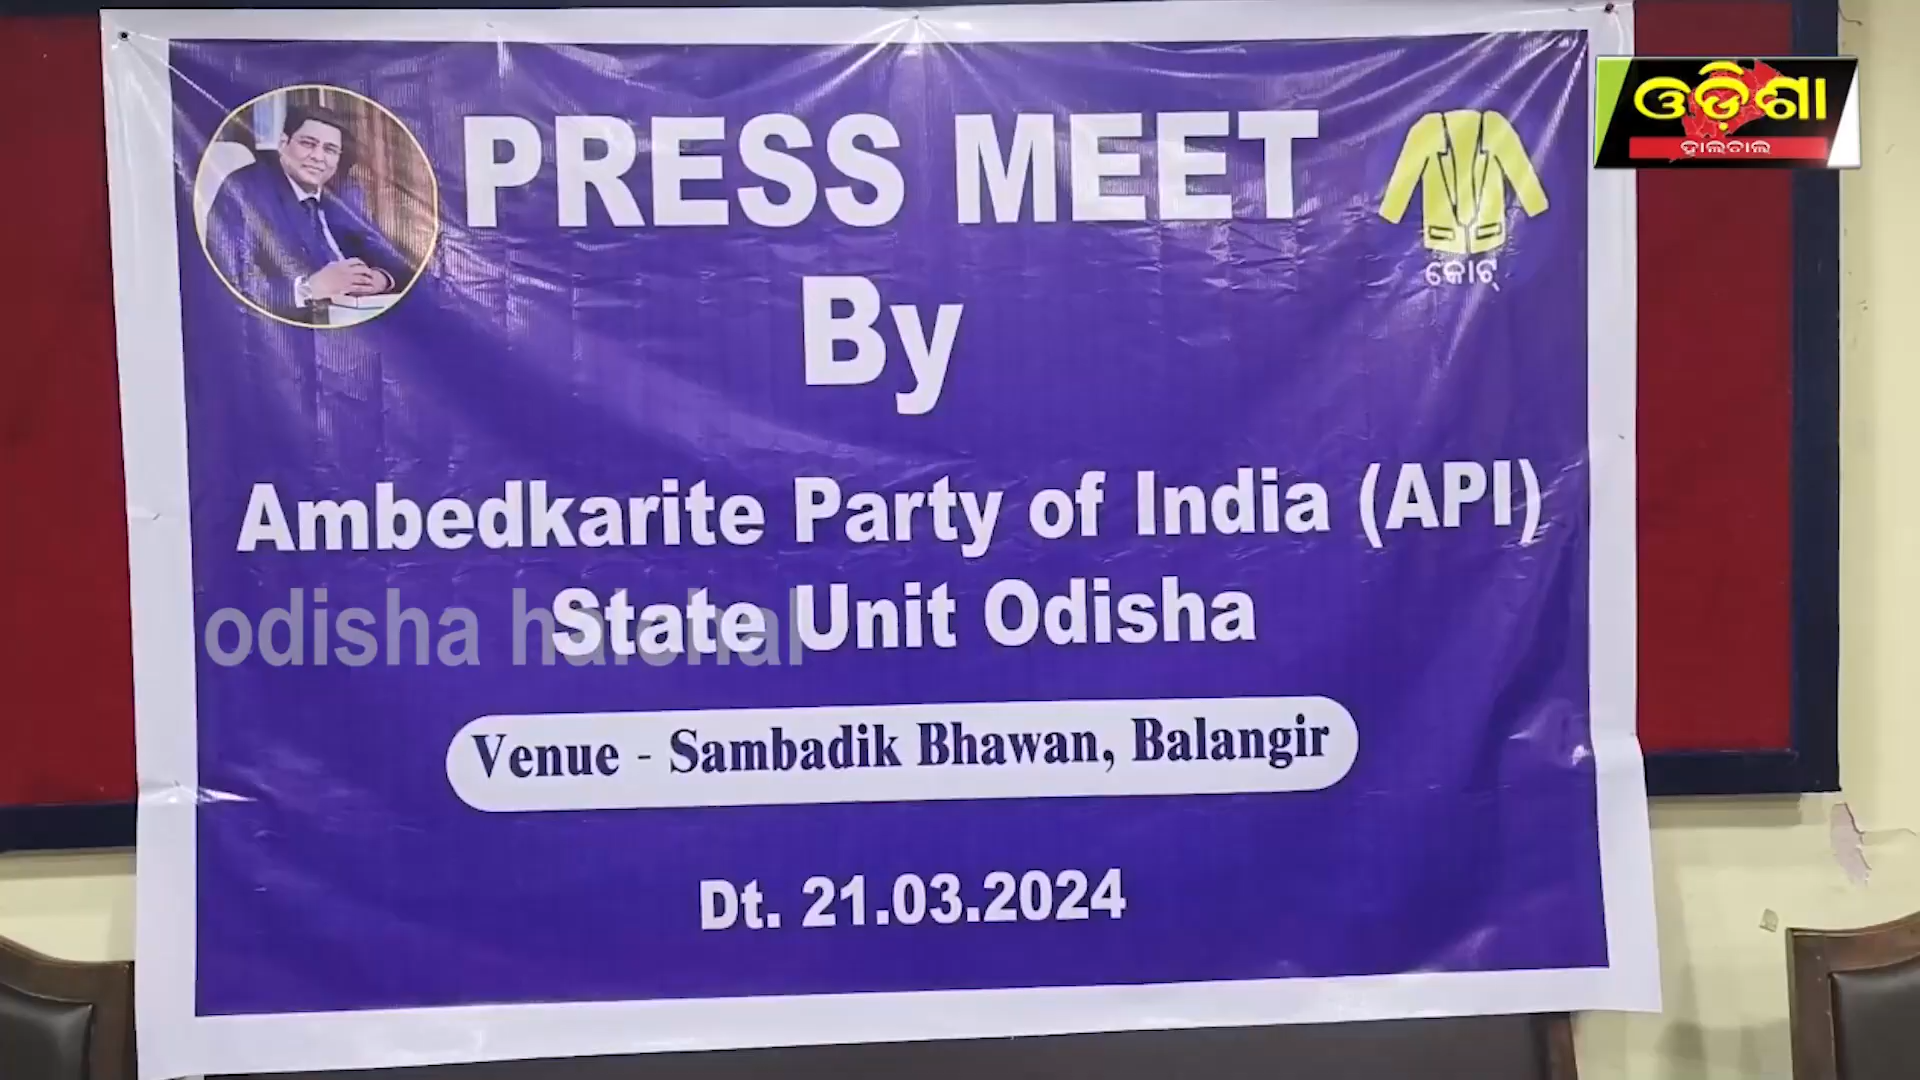 PRESS MEET
By
Ambedkarite Party of India (API)
State Unit Odisha
Venue - Sambadik Bhawan, Balangir
Dt. 21.03.2024
କୋଟ୍
ଓଡ଼ିଶା
ହାଲଚାଲ
odisha halchal